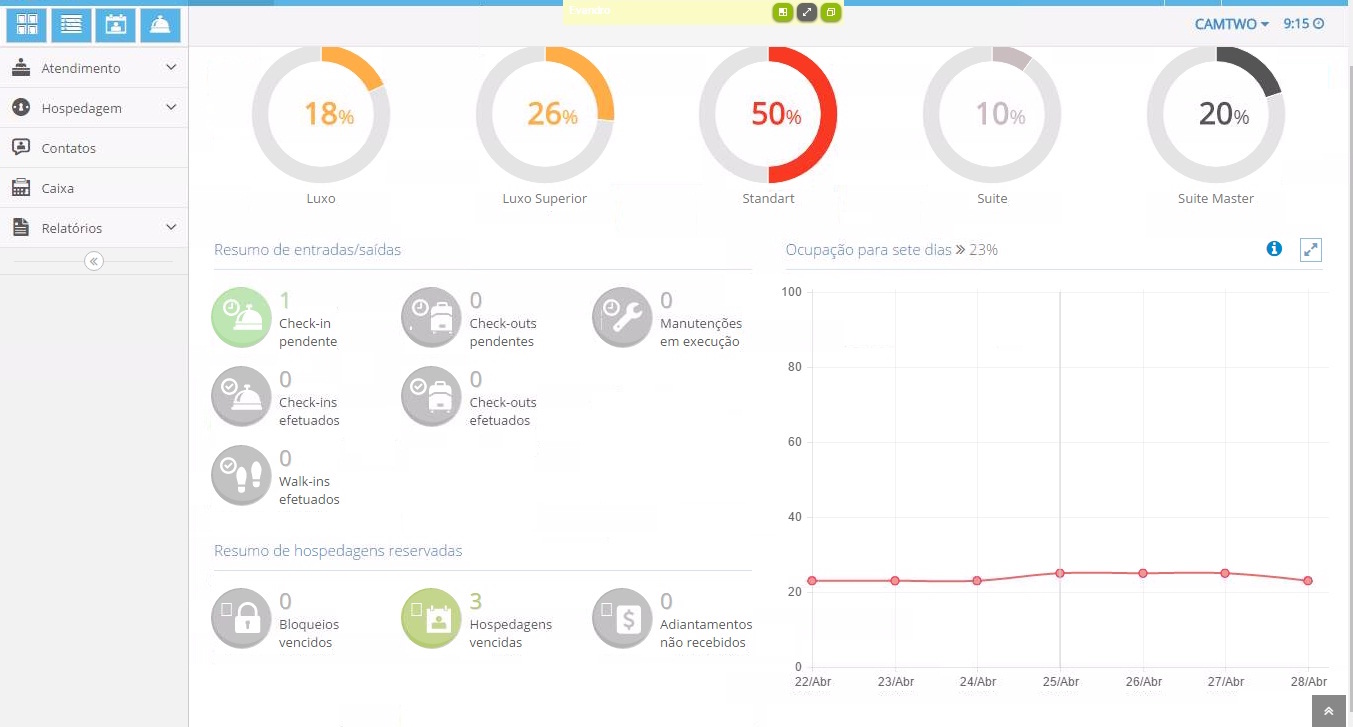 CAMTWO 9:15
Atendimento
Hospedagem
Contatos
Caixa
Relatórios
18%
26%
50%
10%
20%
Luxo
Luxo Superior
Standart
Suite
Suite Master
Resumo de entradas/saídas
1
Check-in
pendente
0
Check-outs
pendentes
0
Manutenções
em execução
0
Check-ins
efetuados
0
Check-outs
efetuados
0
Walk-ins
efetuados
Resumo de hospedagens reservadas
0
Bloqueios
vencidos
3
Hospedagens
vencidas
0
Adiantamentos
não recebidos
Ocupação para sete dias » 23%
100
80
60
40
20
0
22/Abr 23/Abr 24/Abr 25/Abr 26/Abr 27/Abr 28/Abr